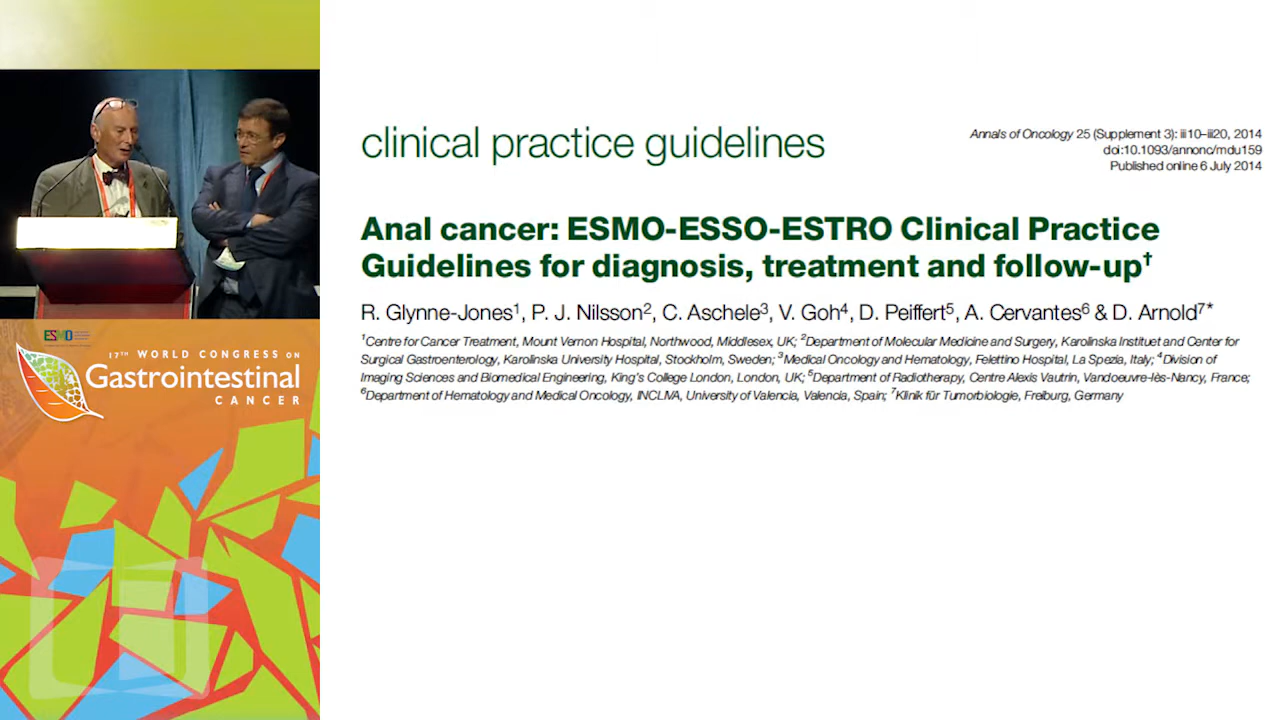 clinical practice guidelines
Annals of Oncology 25 (Supplement 3): iii10–iii20, 2014
doi:10.1093/annonc/mdu159
Published online 6 July 2014
Anal cancer: ESMO-ESSO-ESTRO Clinical Practice
Guidelines for diagnosis, treatment and follow-up†
R. Glynne-Jones1, P. J. Nilsson2, C. Aschele3, V. Goh4, D. Peiffert5, A. Cervantes6 & D. Arnold7*
1Centre for Cancer Treatment, Mount Vernon Hospital, Northwood, Middlesex, UK; 2Department of Molecular Medicine and Surgery, Karolinska Instituet and Center for
Surgical Gastroenterology, Karolinska University Hospital, Stockholm, Sweden; 3Medical Oncology and Hematology, Felettino Hospital, La Spezia, Italy; 4Division of
Imaging Sciences and Biomedical Engineering, King's College London, London, UK; 5Department of Radiotherapy, Centre Alexis Vautrin, Vandoeuvre-lès-Nancy, France;
6Department of Hematology and Medical Oncology, INCLIVA, University of Valencia, Valencia, Spain; 7Klinik für Tumorbiologie, Freiburg, Germany
ESMO
17TH WORLD CONGRESS ON
Gastrointestinal
CANCER